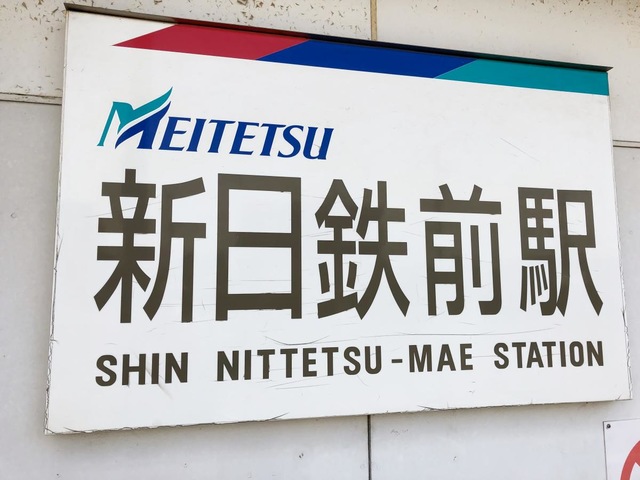 MEITETSU
新日鉄前駅
SHIN NITTETSU-MAE STATION